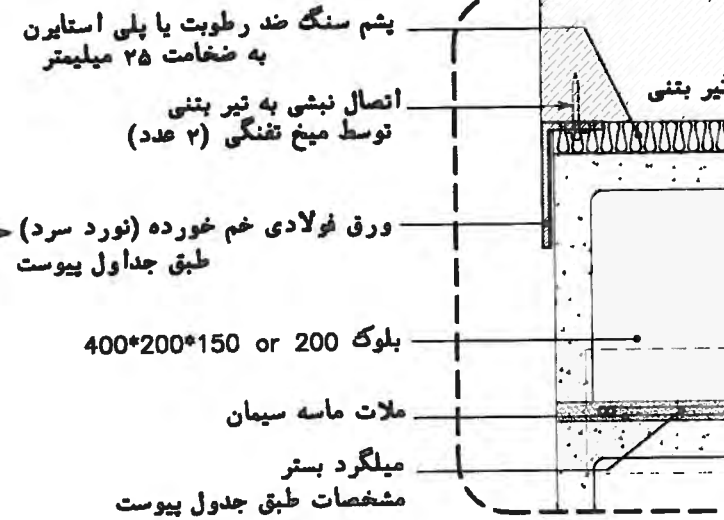 پشم سنگ ضد رطوبت یا پلی استایرن
به ضخامت ۲۵ میلیمتر
تیر بتنی
اتصال نبشی به تیر بتنی
توسط میخ تفنگی (۲ عدد)
ورق فولادی خم خورده (نورد سرد)
طبق جداول پیوست
بلوک 200 or 150*200*400
ملات ماسه سیمان
میلگرد بستر
مشخصات طبق جدول پیوست